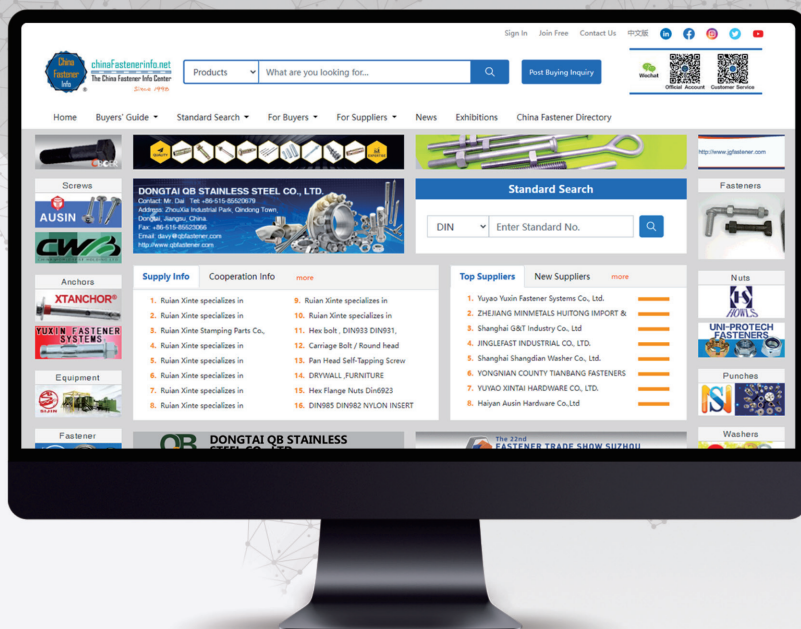 Sign In Join Free Contact Us 中文版
China
Fastener
Info
®
chinaFastenerinfo.net
The China Fastener Info Center
Since 1998
Products
What are you looking for...
Post Buying Inquiry
Wechat
Official Account Customer Service
Home Buyers' Guide Standard Search For Buyers For Suppliers News Exhibitions China Fastener Directory
QUALITY
EXPERTISE
http://www.jgfastener.com
Screws
AUSIN
CWB
Anchors
XTANCHOR®
YUXIN FASTENER
SYSTEMS
Equipment
SIJIN
Fastener
DONGTAI QB STAINLESS STEEL CO., LTD.
Contact: Mr. Dai Tel: +86-515-85520679
Address: ZhouXia Industrial Park, Qindong Town,
Dongtai, Jiangsu, China.
Fax: +86-515-85523066
Email: davy@qbfastener.com
http://www.qbfastener.com
Standard Search
DIN Enter Standard No.
Supply Info Cooperation Info more
1. Ruian Xinte specializes in
2. Ruian Xinte specializes in
3. Ruian Xinte Stamping Parts Co.,
4. Ruian Xinte specializes in
5. Ruian Xinte specializes in
6. Ruian Xinte specializes in
7. Ruian Xinte specializes in
8. Ruian Xinte specializes in
9. Ruian Xinte specializes in
10. Ruian Xinte specializes in
11. Hex bolt , DIN933 DIN931,
12. Carriage Bolt / Round head
13. Pan Head Self-Tapping Screw
14. DRYWALL ,FURNITURE
15. Hex Flange Nuts Din6923
16. DIN985 DIN982 NYLON INSERT
Top Suppliers New Suppliers more
1. Yuyao Yuxin Fastener Systems Co., Ltd.
2. ZHEJIANG MINMETALS HUITONG IMPORT &
3. Shanghai G&T Industry Co., Ltd
4. JINGLEFAST INDUSTRIAL CO., LTD.
5. Shanghai Shangdian Washer Co., Ltd.
6. YONGNIAN COUNTY TIANBANG FASTENERS
7. YUYAO XINTAI HARDWARE CO., LTD.
8. Haiyan Ausin Hardware Co.,Ltd
Fasteners
Nuts
HOWLS
UNI-PROTECH
FASTENERS
Punches
Washers
QB DONGTAI QB STAINLESS
STEEL CO., LTD
The 22nd
FASTENER TRADE SHOW SUZHOU